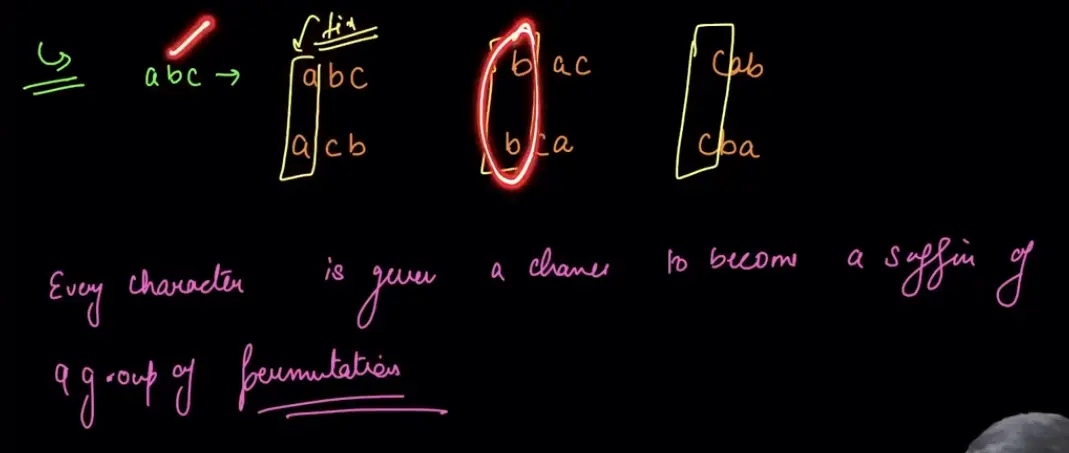 fix
abc → abc bac cab
acb bca cba
Every character is given a chance to become a suffix of
a group of permutations